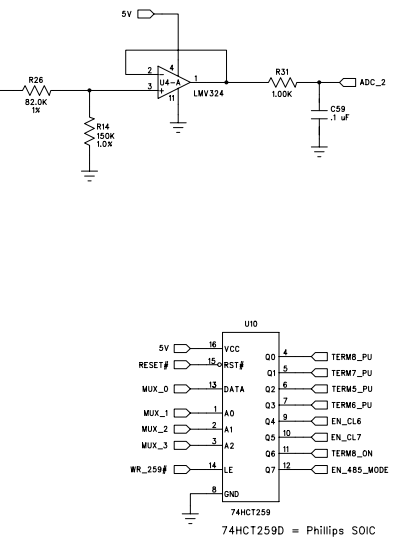 5V
R26
82.0K
1%
R14
150K
1.0%
4
2
U4-A
1
3
11
LMV324
R31
1.00K
ADC_2
C59
.1 uF
U10
5V 16 VCC
RESET# 15 RST#
MUX_0 13 DATA
MUX_1 1 A0
MUX_2 2 A1
MUX_3 3 A2
WR_259# 14 LE
8 GND
Q0 4 TERM8_PU
Q1 5 TERM7_PU
Q2 6 TERM5_PU
Q3 7 TERM6_PU
Q4 9 EN_CL6
Q5 10 EN_CL7
Q6 11 TERM8_ON
Q7 12 EN_485_MODE
74HCT259
74HCT259D = Phillips SOIC